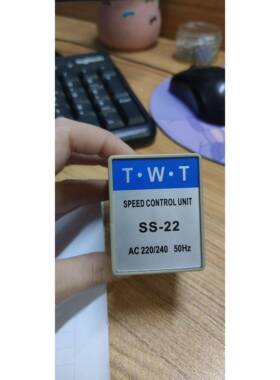 T·W·T
SPEED CONTROL UNIT
SS-22
AC 220/240 50Hz